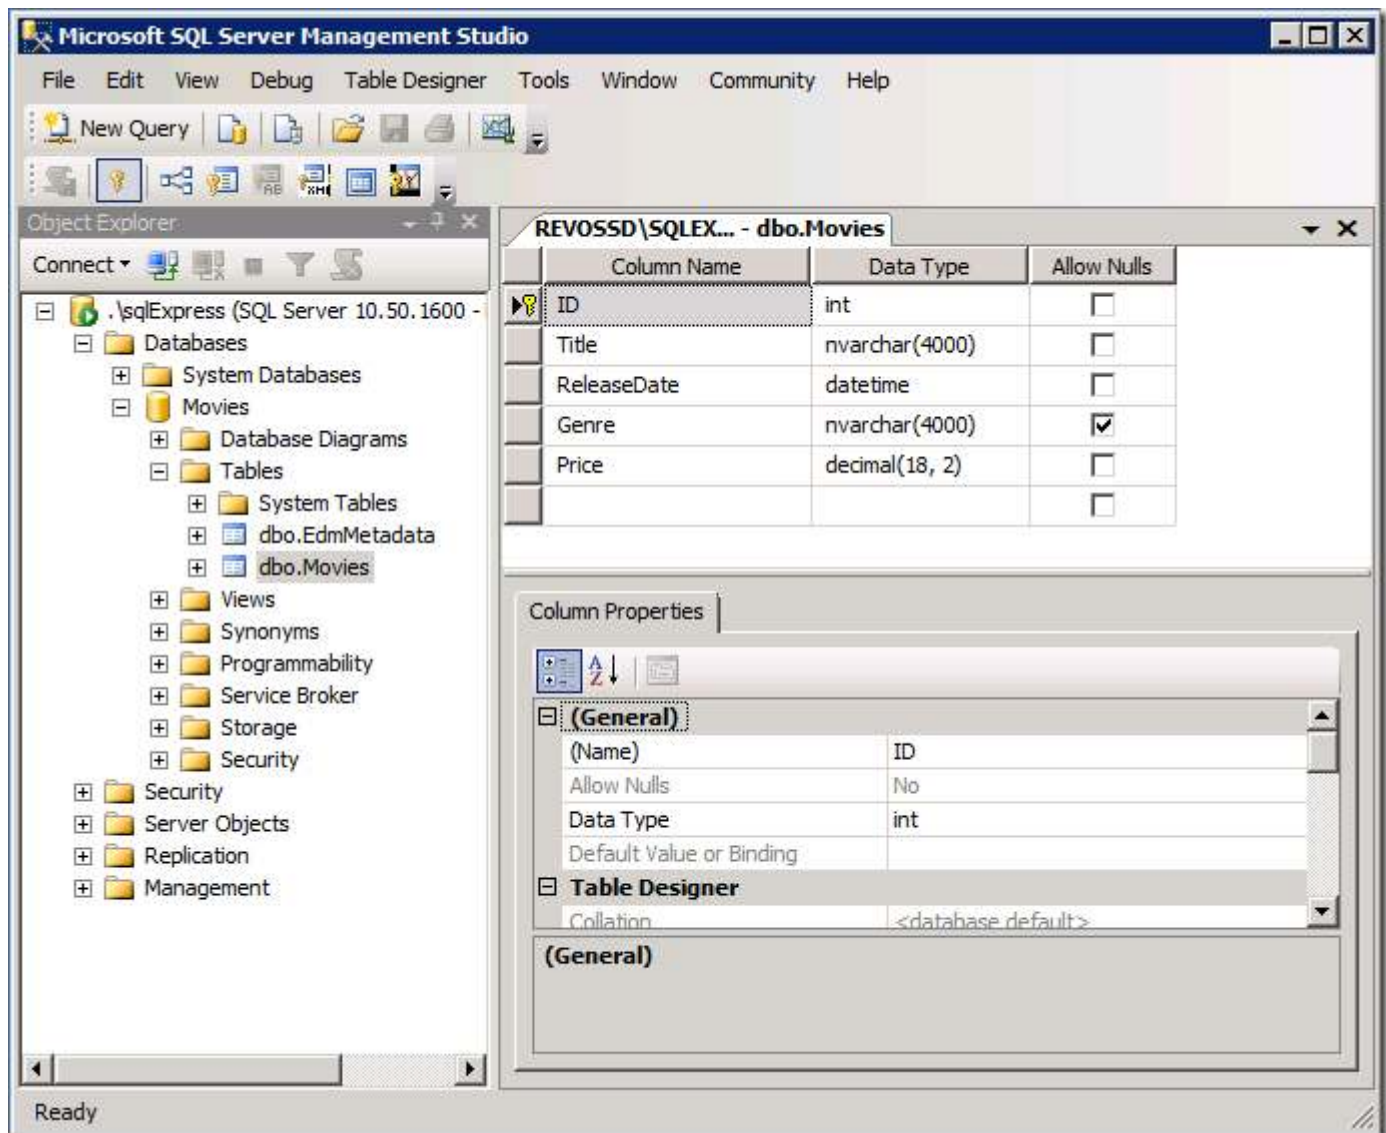 Microsoft SQL Server Management Studio
File Edit View Debug Table Designer Tools Window Community Help
New Query
Object Explorer
Connect
.\sqlExpress (SQL Server 10.50.1600 -
Databases
System Databases
Movies
Database Diagrams
Tables
System Tables
dbo.EdmMetadata
dbo.Movies
Views
Synonyms
Programmability
Service Broker
Storage
Security
Security
Server Objects
Replication
Management
REVOSSD\SQLEX... - dbo.Movies
Column Name Data Type Allow Nulls
ID int
Title nvarchar(4000)
ReleaseDate datetime
Genre nvarchar(4000)
Price decimal(18, 2)
Column Properties
(General)
(Name) ID
Allow Nulls No
Data Type int
Default Value or Binding
Table Designer
Collation <database default>
(General)
Ready